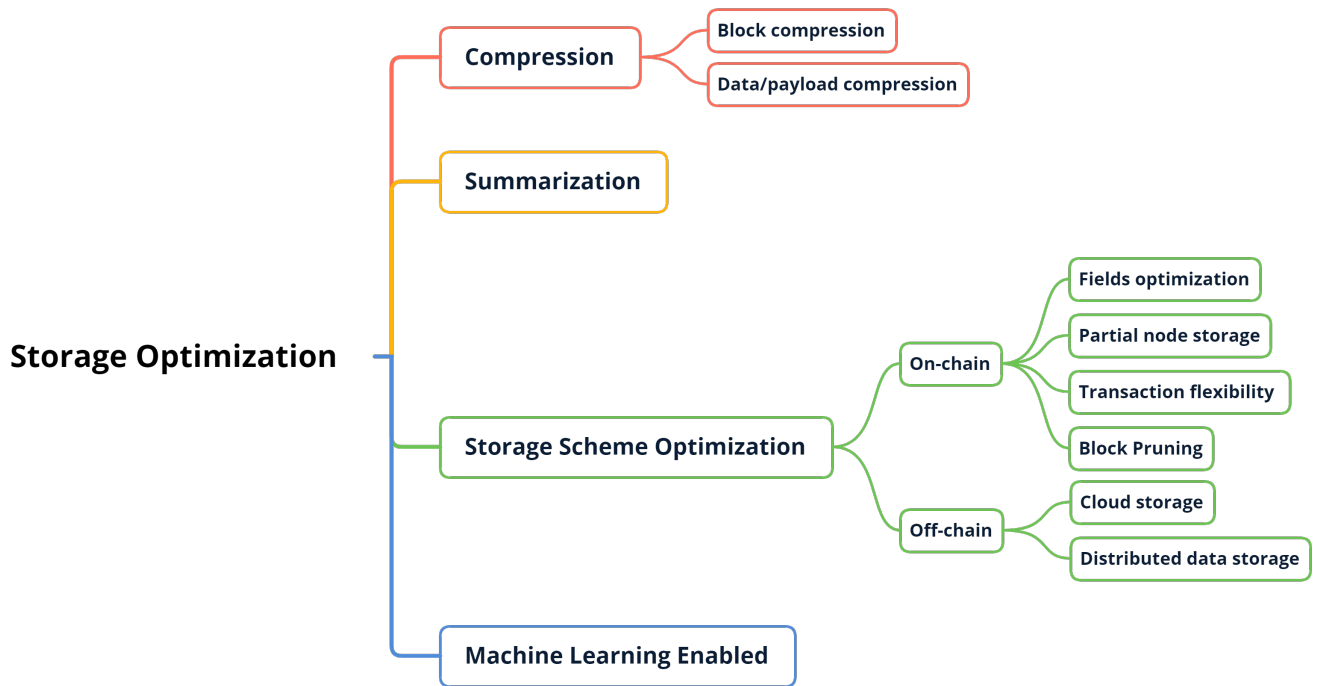 Block compression
Compression
Data/payload compression
Summarization
Fields optimization
Partial node storage
Storage Optimization
On-chain
Transaction flexibility
Storage Scheme Optimization
Block Pruning
Cloud storage
Off-chain
Distributed data storage
Machine Learning Enabled